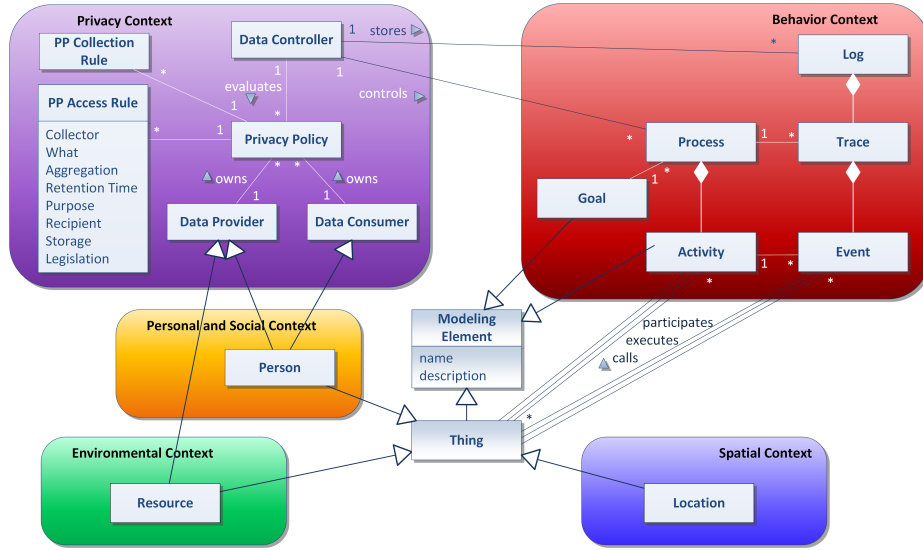 Privacy Context
PP Collection
Rule
Data Controller
1
stores
1
1
*
1
evaluates
controls
*
PP Access Rule
Collector
What
Aggregation
Retention Time
Purpose
Recipient
Storage
Legislation
*
1
Privacy Policy
*
*
owns
owns
1
1
Data Provider
Data Consumer
Behavior Context
*
Log
*
Process
1
*
Trace
1
*
Goal
Activity
1
*
Event
*
*
Modeling
Element
name
description
participates
executes
calls
Personal and Social Context
Person
*
Thing
Environmental Context
Resource
Spatial Context
Location